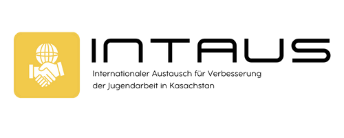 INTAUS
Internationaler Austausch für Verbesserung
der Jugendarbeit in Kasachstan